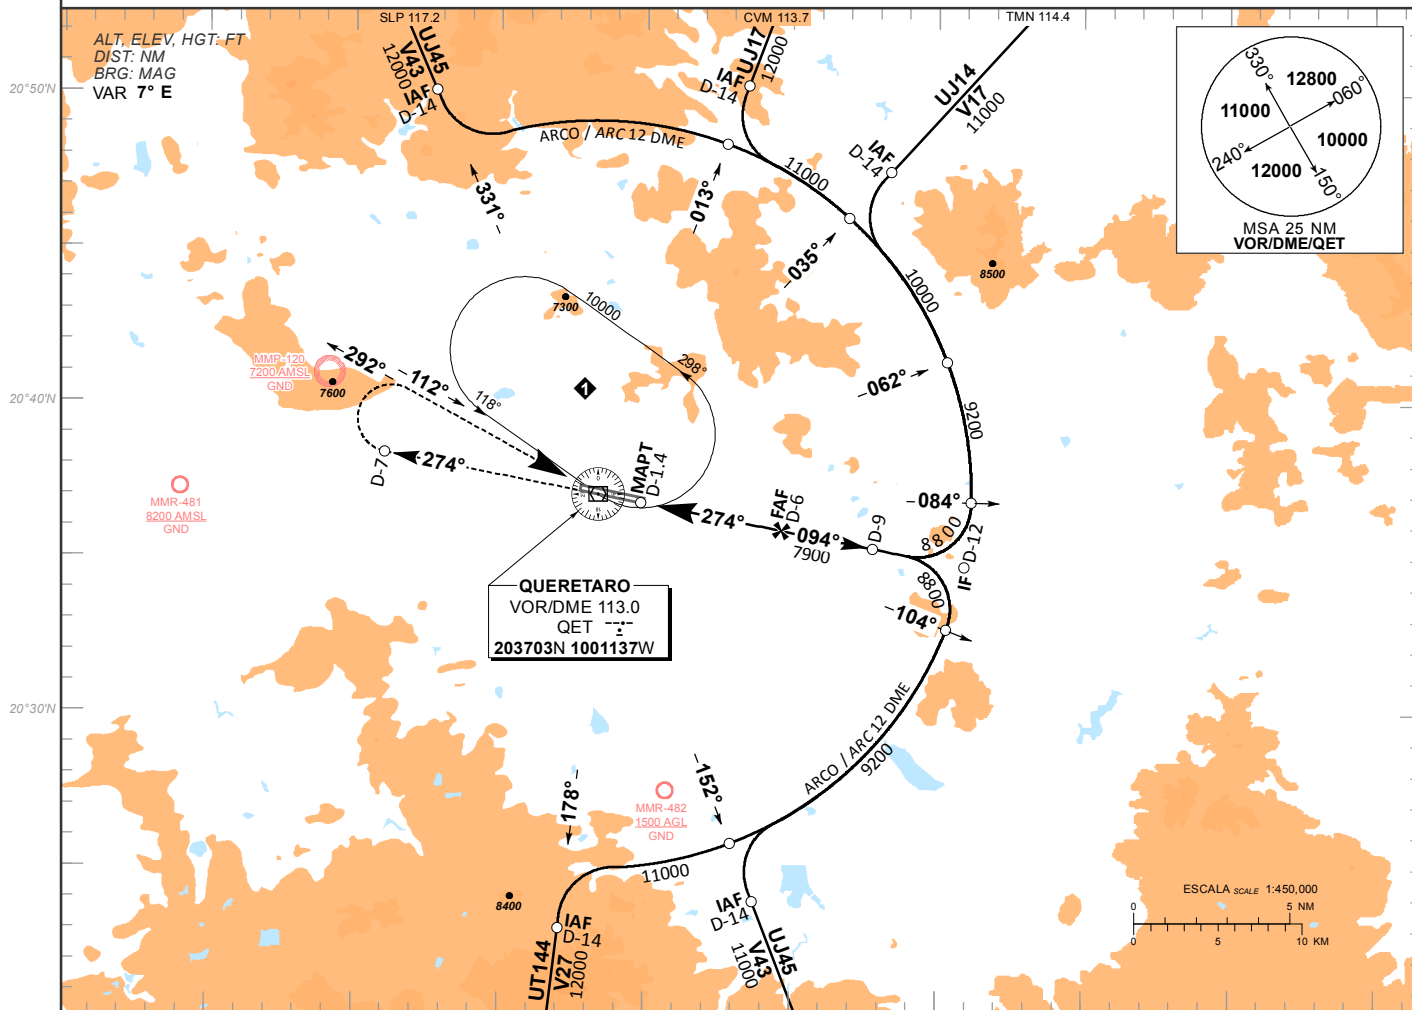 SLP 117.2
CVM 113.7
TMN 114.4
ALT, ELEV, HGT: FT
DIST: NM
BRG: MAG
VAR 7° E
20°50'N
20°40'N
20°30'N
UJ45
V43
12000
IAF
D-14
UJ17
12000
IAF
D-14
UJ14
V17
11000
IAF
D-14
330°
12800
060°
11000
10000
240°
12000
150°
MSA 25 NM
VOR/DME/QET
ARCO / ARC 12 DME
11000
331°
013°
035°
8500
10000
7300
10000
298°
118°
1
MMP-120
7200 AMSL
GND
7600
292°
112°
062°
9200
D-7
274°
MAPT
D-1.4
MMR-481
8200 AMSL
GND
274°
FAF
D-6
094°
7900
D-9
084°
8800
D-12
IF
8800
104°
QUERETARO
VOR/DME 113.0
QET
203703N 1001137W
ARCO / ARC 12 DME
9200
152°
178°
MMR-482
1500 AGL
GND
11000
8400
IAF
D-14
UT144
V27
12000
IAF
D-14
UJ45
V43
11000
ESCALA SCALE 1:450,000
0 5 NM
0 5 10 KM